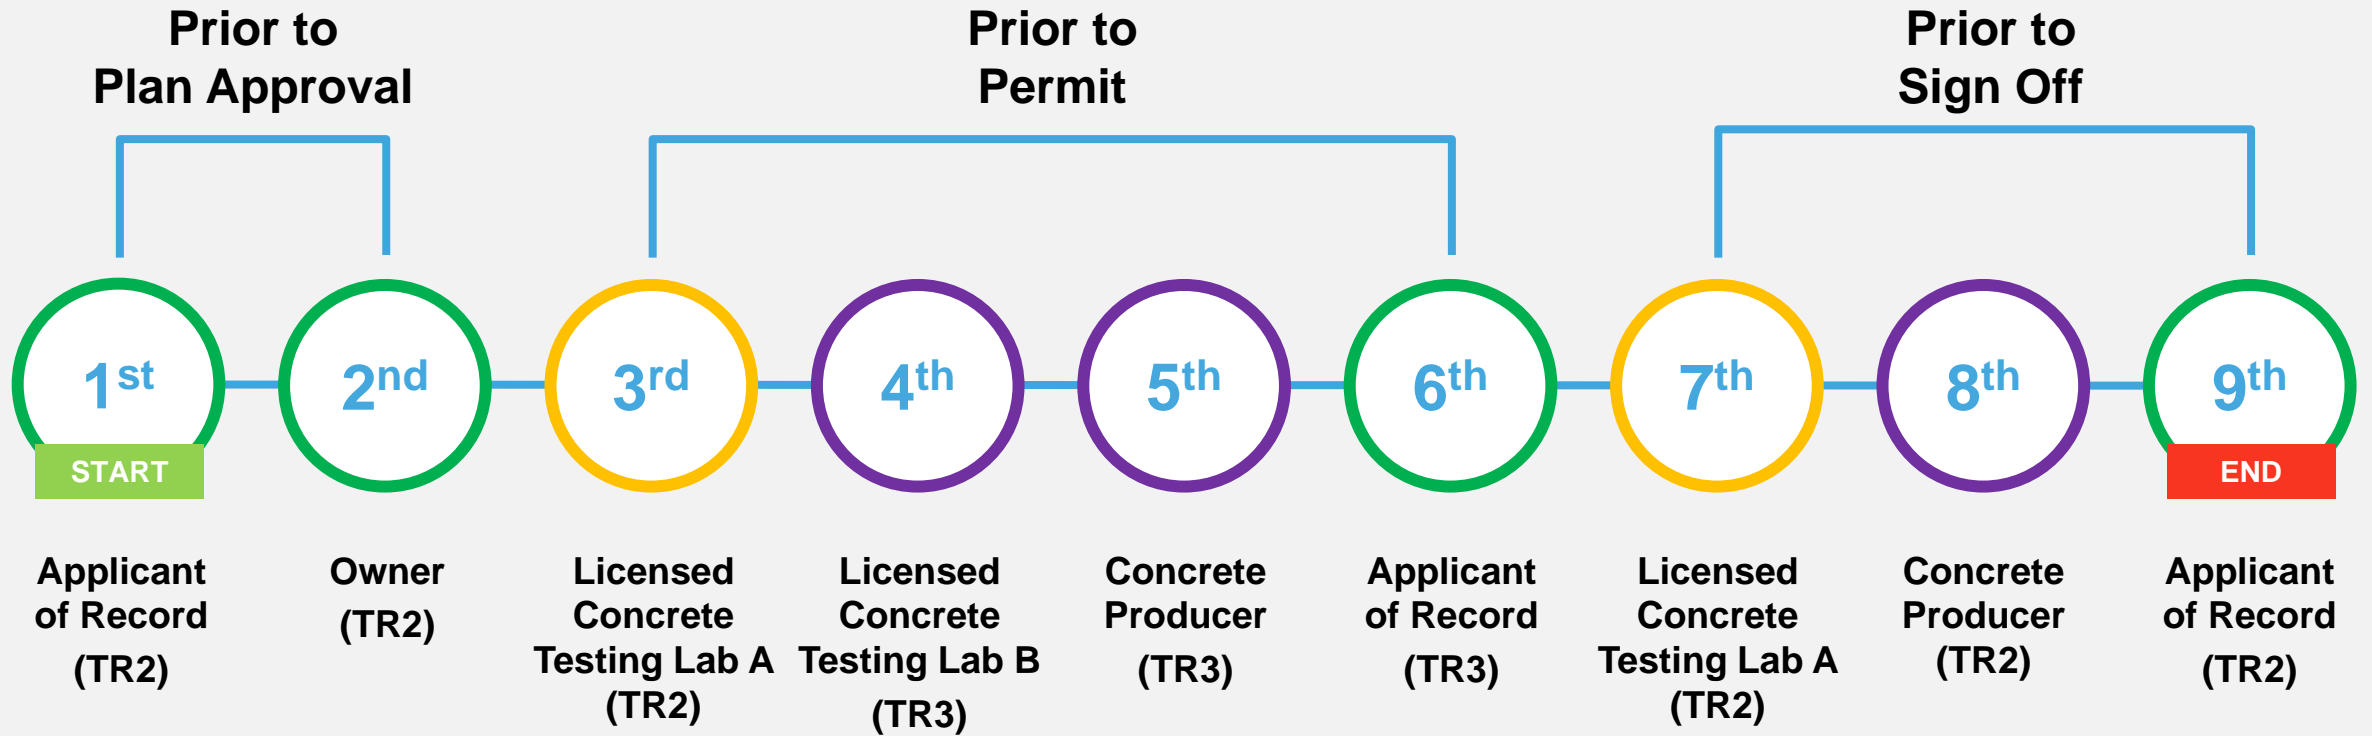 Prior to
Plan Approval
Prior to
Permit
Prior to
Sign Off
1st
2nd
3rd
4th
5th
6th
7th
8th
9th
START
END
Applicant
of Record
(TR2)
Owner
(TR2)
Licensed
Concrete
Testing Lab A
(TR2)
Licensed
Concrete
Testing Lab B
(TR3)
Concrete
Producer
(TR3)
Applicant
of Record
(TR3)
Licensed
Concrete
Testing Lab A
(TR2)
Concrete
Producer
(TR2)
Applicant
of Record
(TR2)